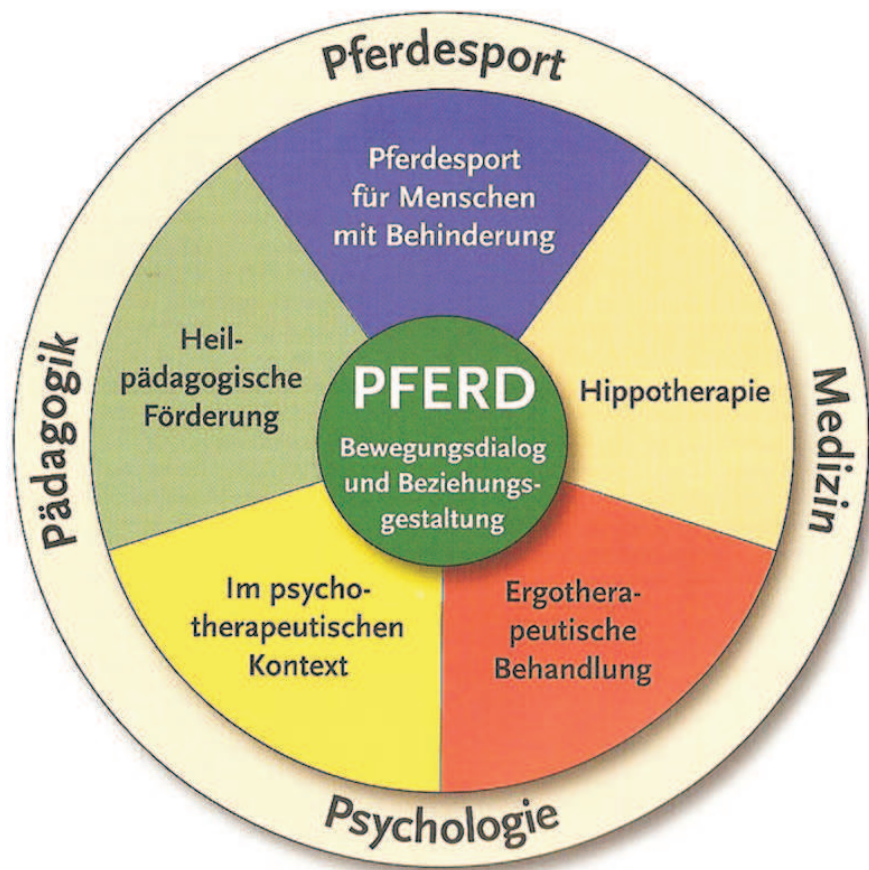 Pferdesport
Pferdesport
für Menschen
mit Behinderung
Heil-
pädagogische
Förderung
PFERD
Bewegungsdialog
und Beziehungs-
gestaltung
Hippotherapie
Im psycho-
therapeutischen
Kontext
Ergothera-
peutische
Behandlung
Pädagogik
Medizin
Psychologie